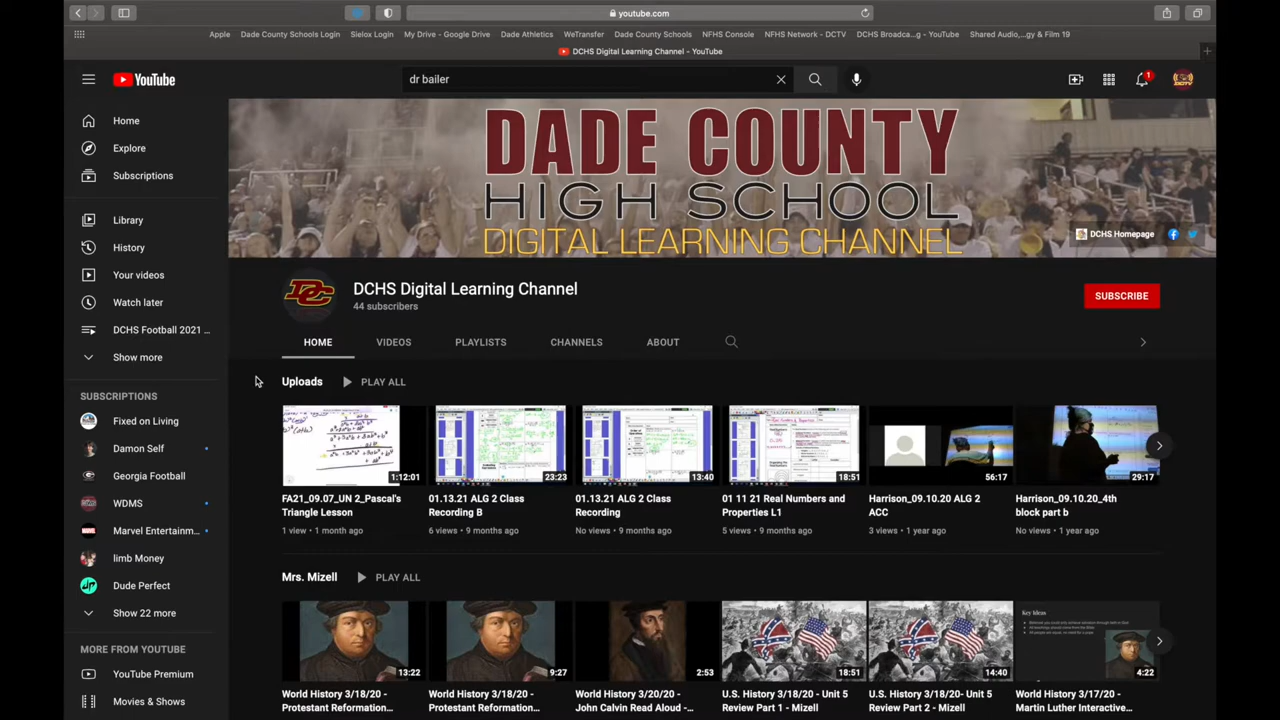 youtube.com
Apple Dade County Schools Login Sielox Login My Drive - Google Drive Dade Athletics WeTransfer Dade County Schools NFHS Console NFHS Network - DCTV DCHS Broadca...g - YouTube Shared Audio,...gy & Film 19
DCHS Digital Learning Channel - YouTube
YouTube
dr bailer
1
Home
Explore
Subscriptions
Library
History
Your videos
Watch later
DCHS Football 2021 ...
Show more
SUBSCRIPTIONS
Fixed on Living
Damon Self
Georgia Football
WDMS
Marvel Entertainm...
limb Money
Dude Perfect
Show 22 more
MORE FROM YOUTUBE
YouTube Premium
Movies & Shows
DADE COUNTY
HIGH SCHOOL
DIGITAL LEARNING CHANNEL
DCHS Homepage
DC
DCHS Digital Learning Channel
44 subscribers
SUBSCRIBE
HOME VIDEOS PLAYLISTS CHANNELS ABOUT
Uploads PLAY ALL
1:12:01
FA21_09.07_UN 2_Pascal's
Triangle Lesson
1 view • 1 month ago
23:23
01.13.21 ALG 2 Class
Recording B
6 views • 9 months ago
13:40
01.13.21 ALG 2 Class
Recording
No views • 9 months ago
18:51
01 11 21 Real Numbers and
Properties L1
5 views • 9 months ago
56:17
Harrison_09.10.20 ALG 2
ACC
3 views • 1 year ago
29:17
Harrison_09.10.20_4th
block part b
No views • 1 year ago
Mrs. Mizell PLAY ALL
13:22
World History 3/18/20 -
Protestant Reformation...
9:27
World History 3/18/20 -
Protestant Reformation...
2:53
World History 3/20/20 -
John Calvin Read Aloud - ...
18:51
U.S. History 3/18/20 - Unit 5
Review Part 1 - Mizell
14:40
U.S. History 3/18/20- Unit 5
Review Part 2 - Mizell
Key Ideas
4:22
World History 3/17/20 -
Martin Luther Interactive...